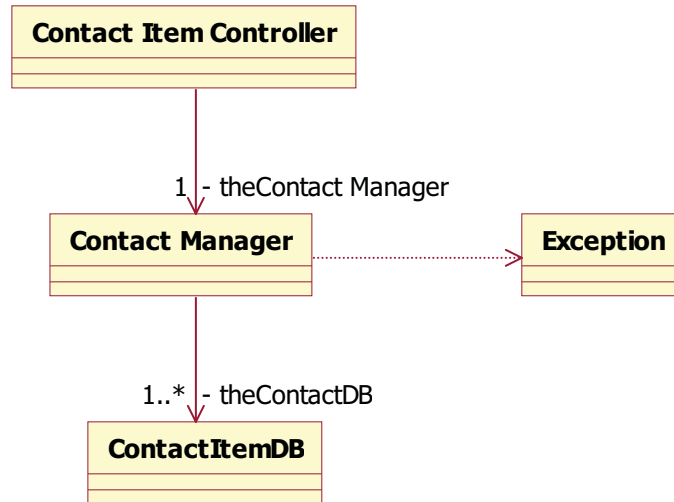 Contact Item Controller
1 - theContact Manager
Contact Manager
Exception
1..* - theContactDB
ContactItemDB